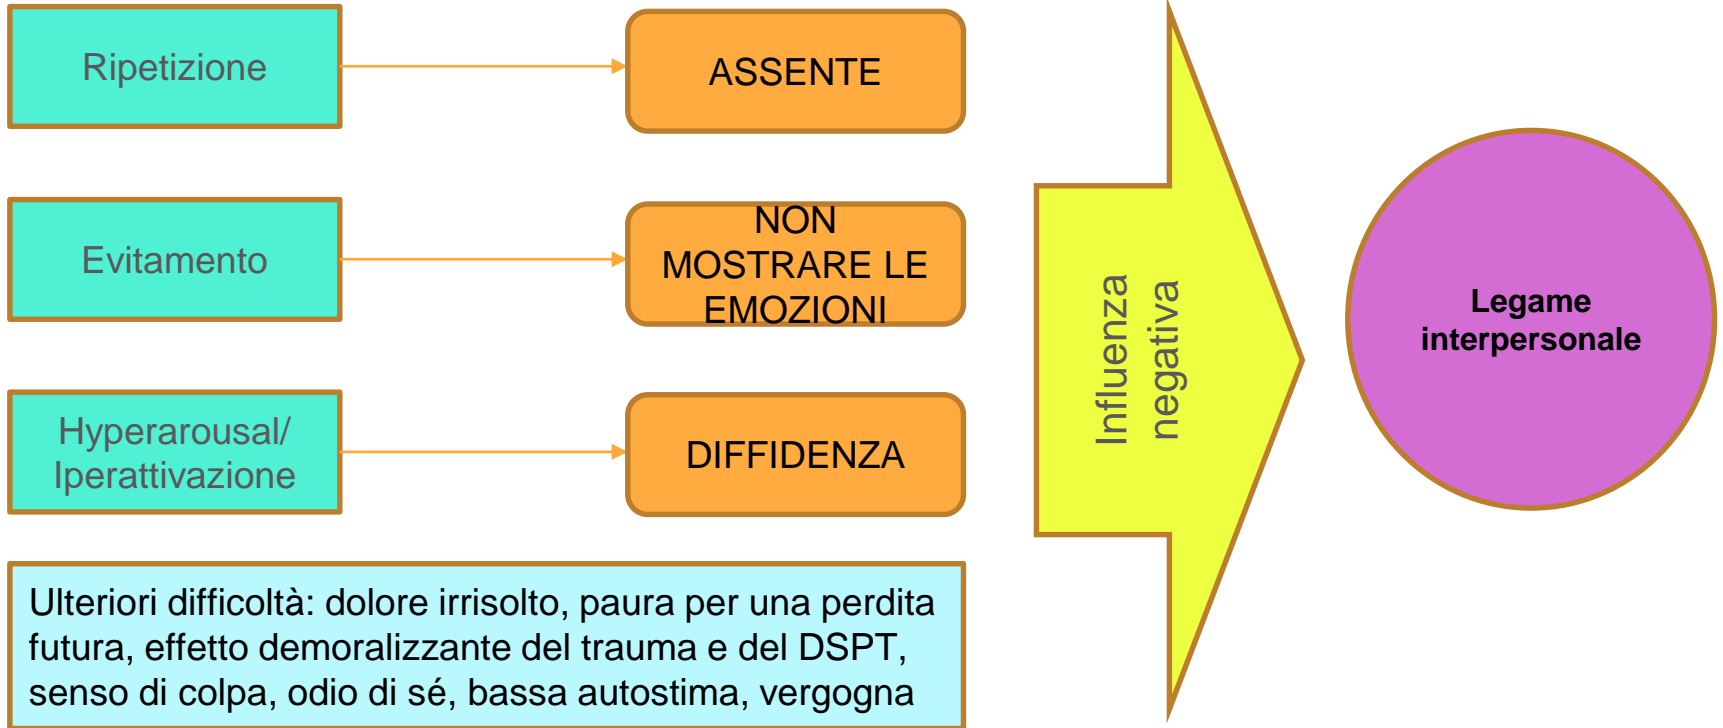 Ripetizione
ASSENTE
Evitamento
NON
MOSTRARE LE
EMOZIONI
Hyperarousal/
Iperattivazione
DIFFIDENZA
Ulteriori difficoltà: dolore irrisolto, paura per una perdita
futura, effetto demoralizzante del trauma e del DSPT,
senso di colpa, odio di sé, bassa autostima, vergogna
Influenza
negativa
Legame
interpersonale